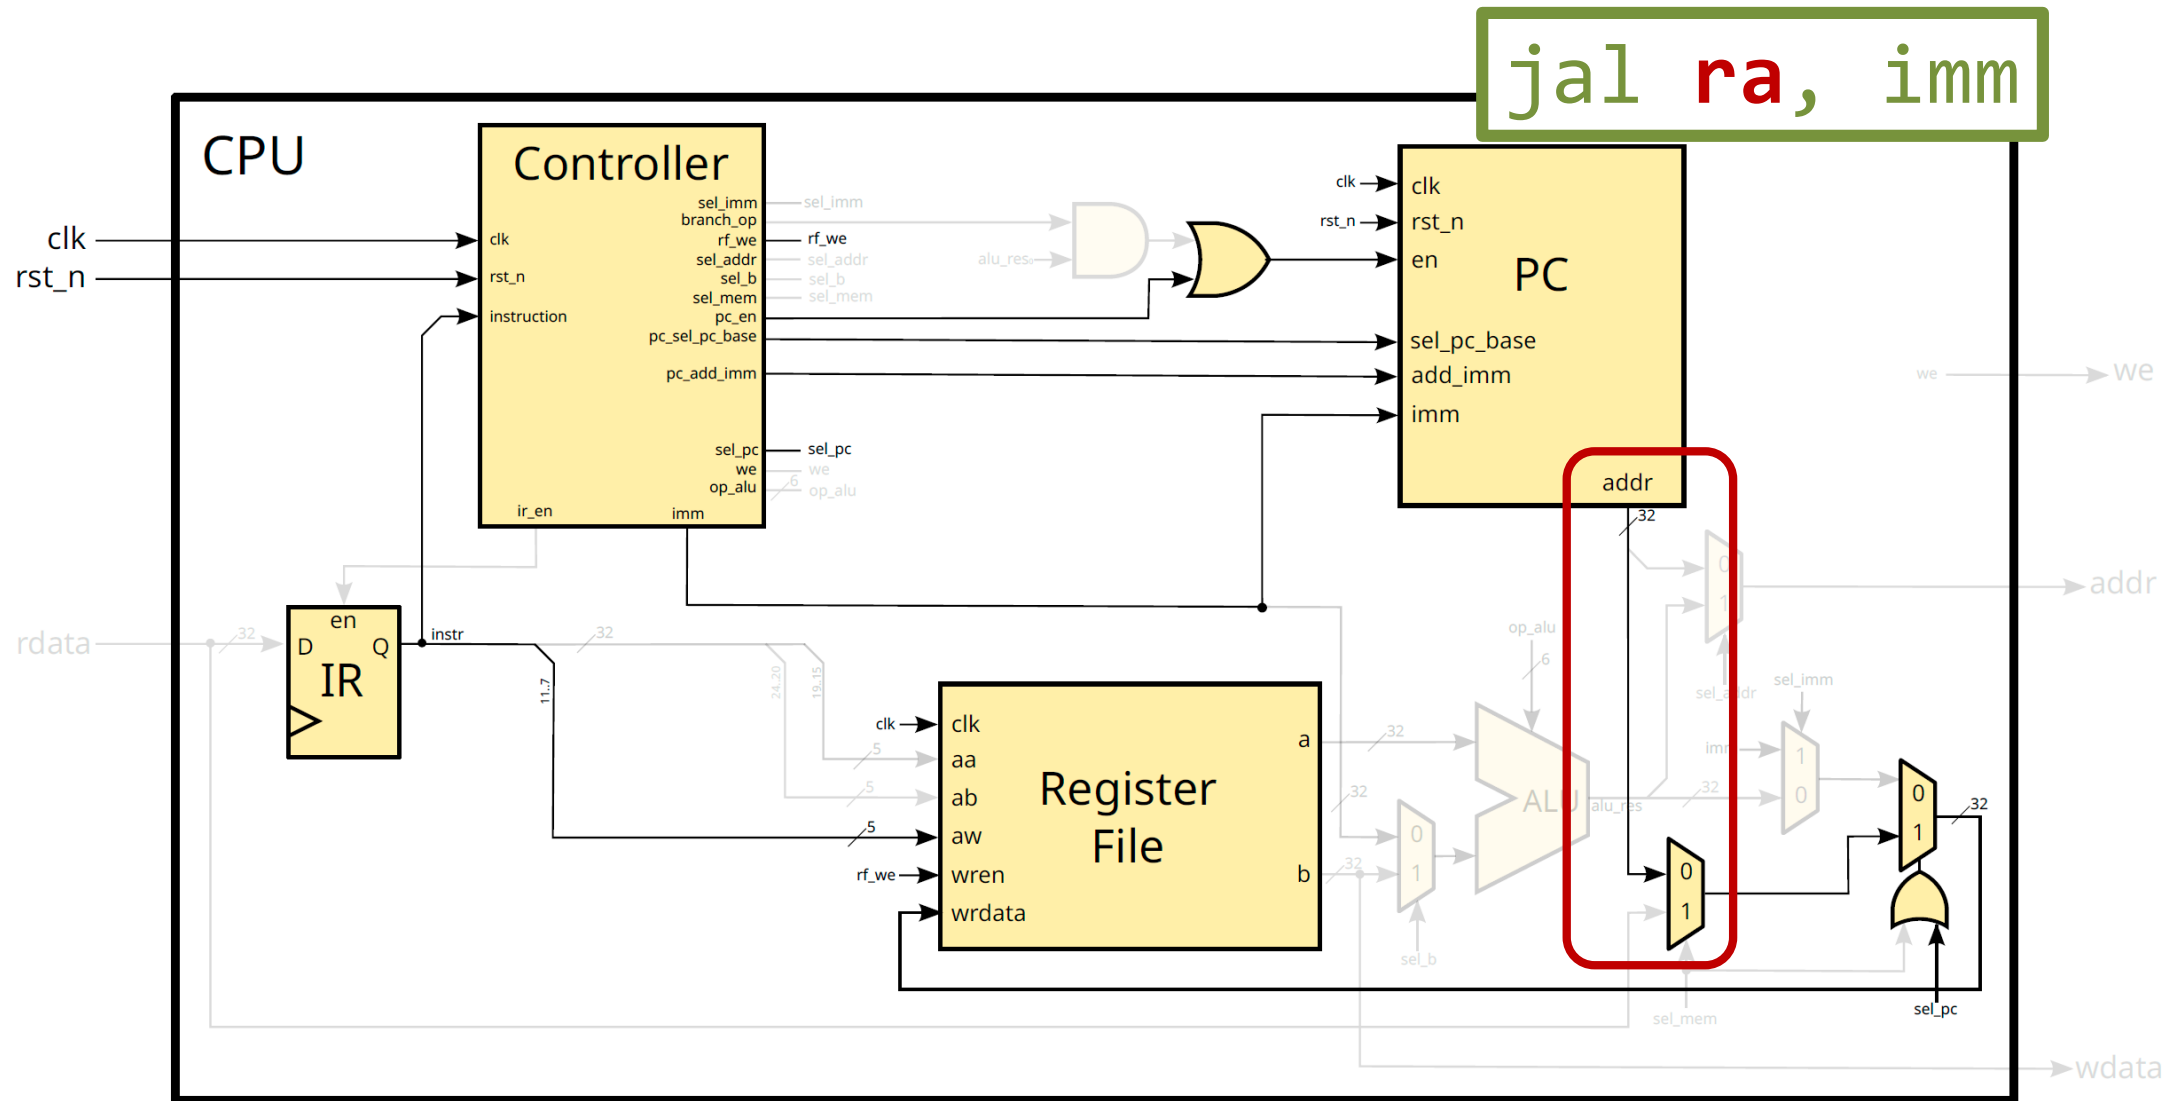 jal ra, imm
CPU
Controller
sel_imm
branch_op
rf_we
sel_addr
sel_b
sel_mem
pc_en
pc_sel_pc_base
pc_add_imm
sel_pc
we
op_alu
clk
rst_n
instruction
ir_en
imm
sel_imm
rf_we
sel_addr
sel_b
sel_mem
sel_pc
we
6
op_alu
alu_res₀
clk
rst_n
clk
rst_n
PC
clk
rst_n
en
sel_pc_base
add_imm
imm
addr
32
we
we
addr
rdata
32
en
D
Q
IR
instr
32
11..7
24..20
19..15
5
5
5
clk
rf_we
Register
File
clk
aa
ab
aw
wren
wrdata
a
b
32
32
32
0
1
sel_b
op_alu
6
ALU
alu_res
32
0
1
sel_addr
sel_imm
imm
1
0
0
1
32
0
1
sel_mem
sel_pc
wdata